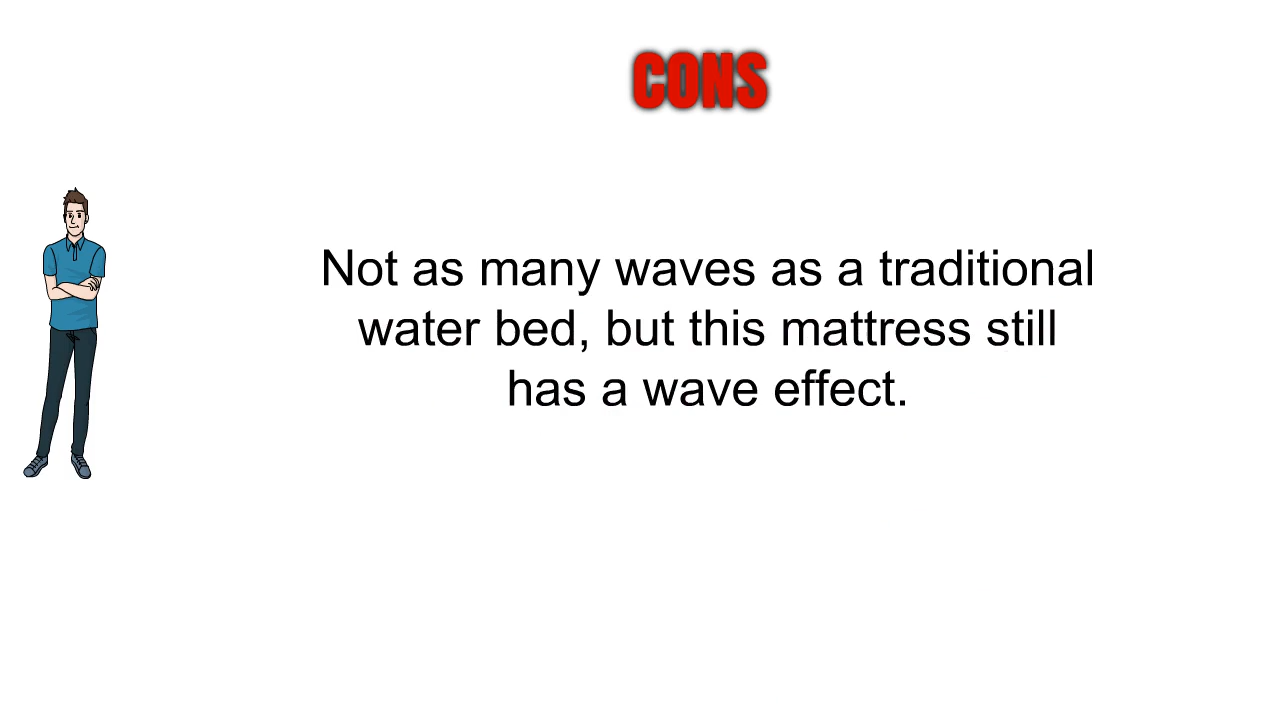 CONS
Not as many waves as a traditional
water bed, but this mattress still
has a wave effect.